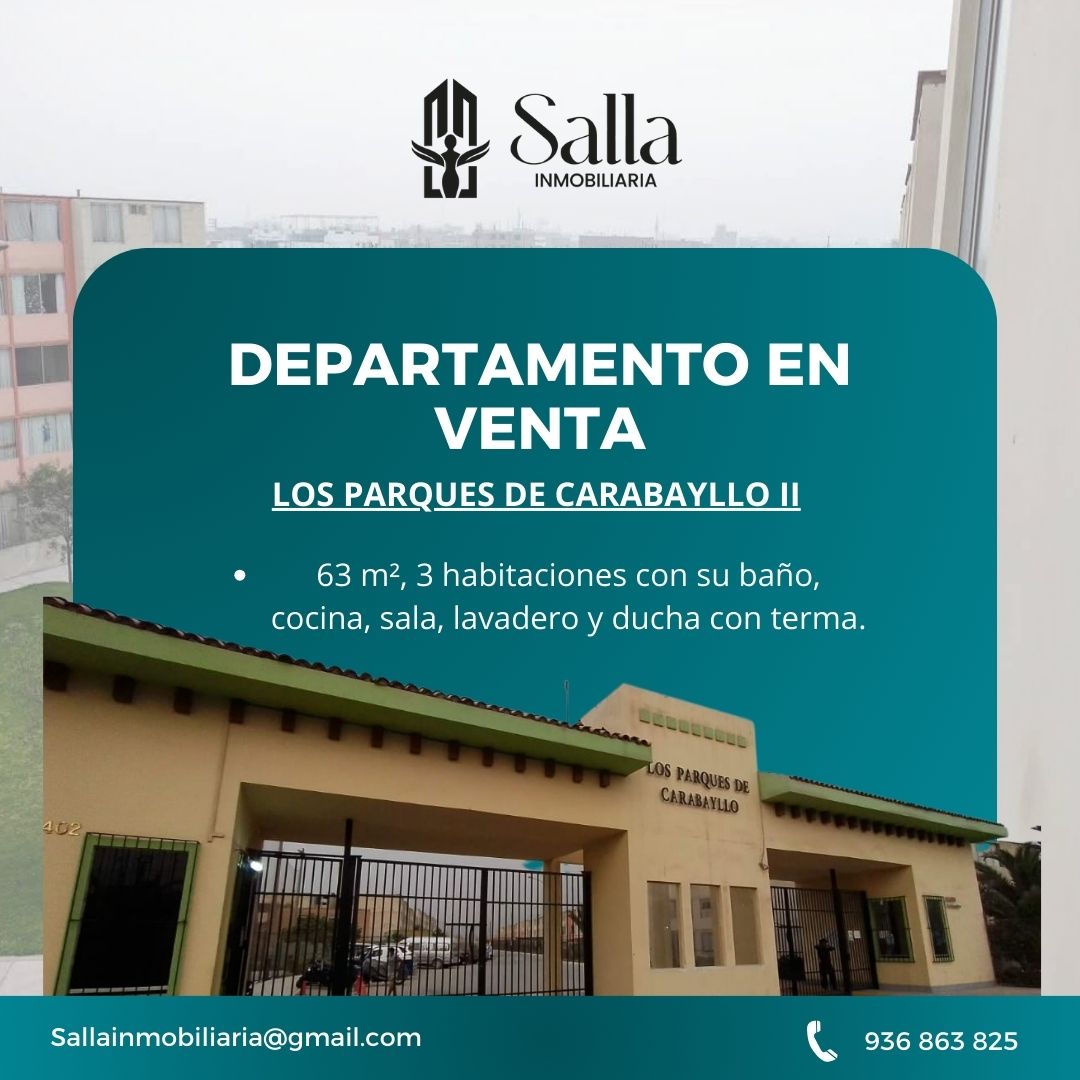 Salla
INMOBILIARIA
DEPARTAMENTO EN
VENTA
LOS PARQUES DE CARABAYLLO II
• 63 m², 3 habitaciones con su baño,
cocina, sala, lavadero y ducha con terma.
LOS PARQUES DE
CARABAYLLO
402
Sallainmobiliaria@gmail.com
936 863 825